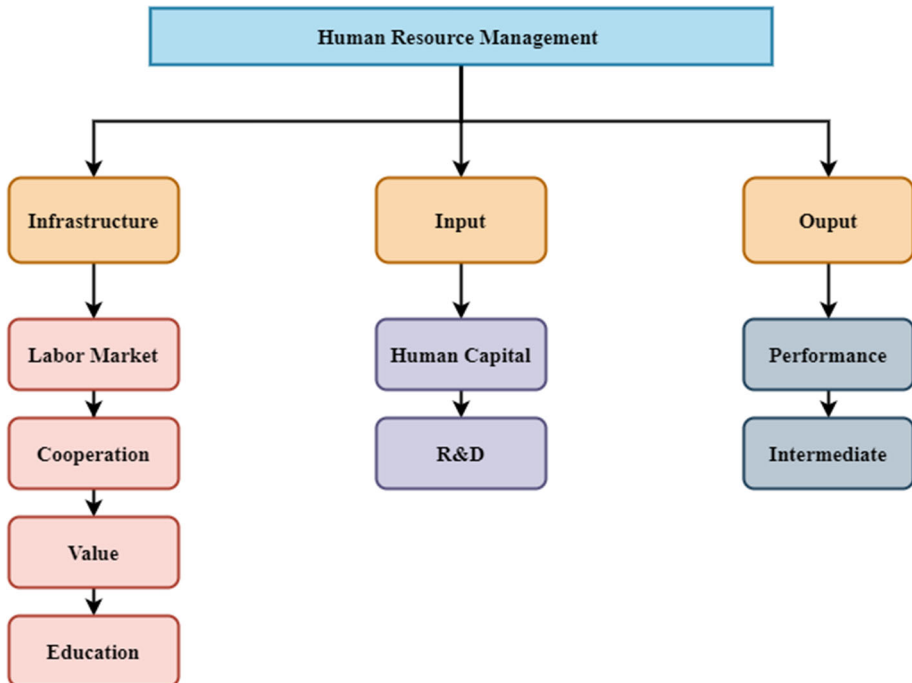 Human Resource Management
Infrastructure
Input
Ouput
Labor Market
Human Capital
Performance
Cooperation
R&D
Intermediate
Value
Education